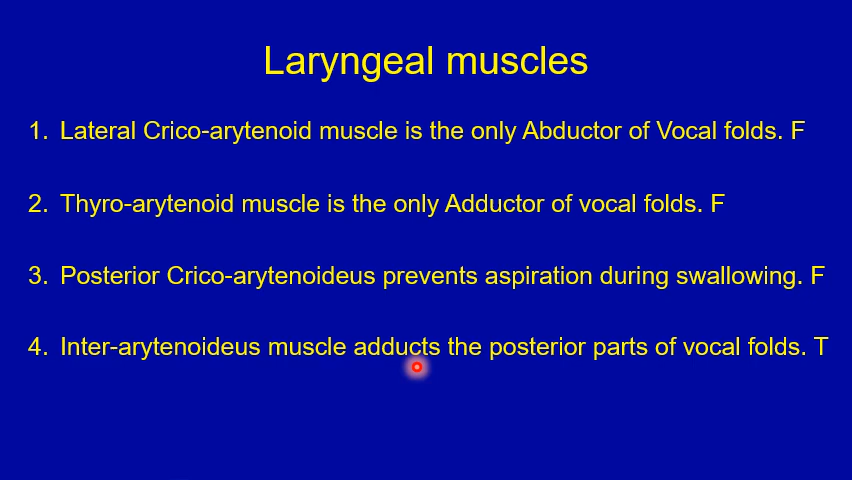 Laryngeal muscles
1. Lateral Crico-arytenoid muscle is the only Abductor of Vocal folds. F
2. Thyro-arytenoid muscle is the only Adductor of vocal folds. F
3. Posterior Crico-arytenoideus prevents aspiration during swallowing. F
4. Inter-arytenoideus muscle adducts the posterior parts of vocal folds. T